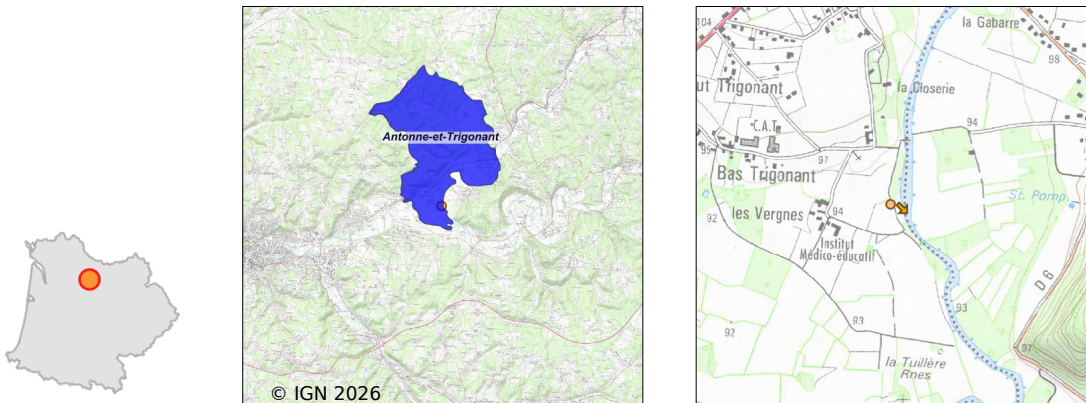 Antonne-et-Trigonant
© IGN 2026
104
la Gabarre
98
ut Trigonant
la Closerie
C.A.T.
94
95
97
Bas Trigonant
St. Pomp.
92
les Vergnes
94
Institut
Médico-éducatif
D 6
93
93
92
97
la Tuillère
Rnes